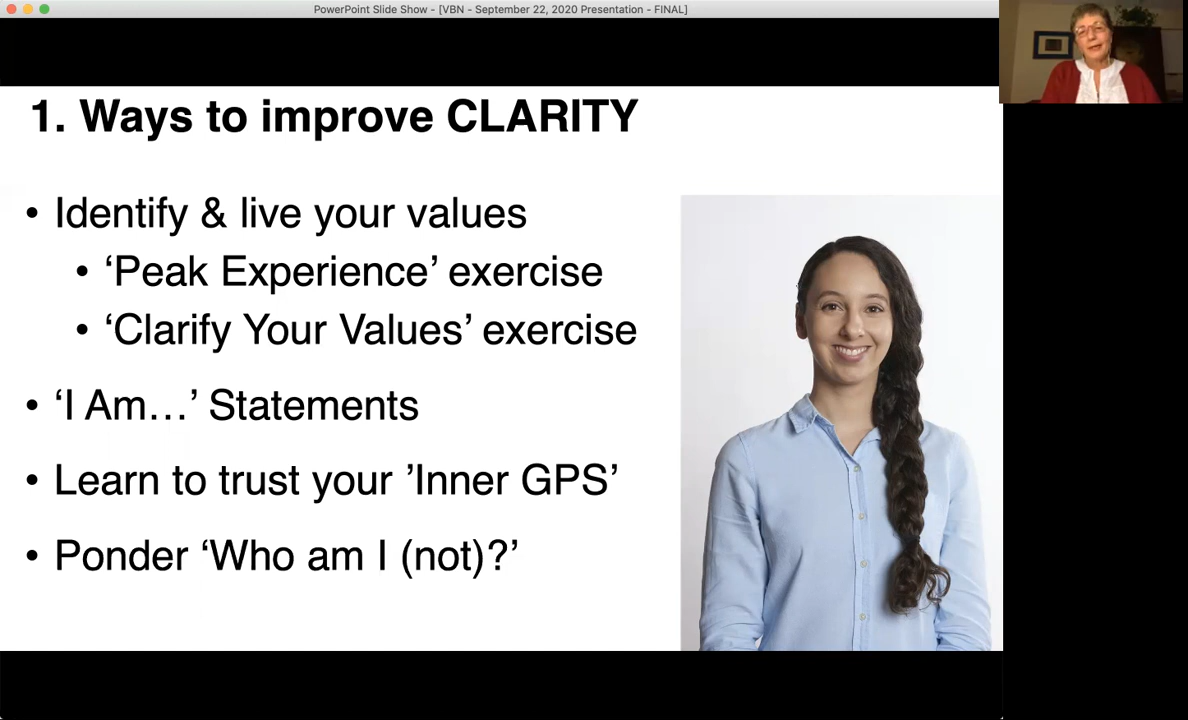 PowerPoint Slide Show - [VBN - September 22, 2020 Presentation - FINAL]
1. Ways to improve CLARITY
• Identify & live your values
• ‘Peak Experience’ exercise
• ‘Clarify Your Values’ exercise
• ‘I Am…’ Statements
• Learn to trust your ’Inner GPS’
• Ponder ‘Who am I (not)?’